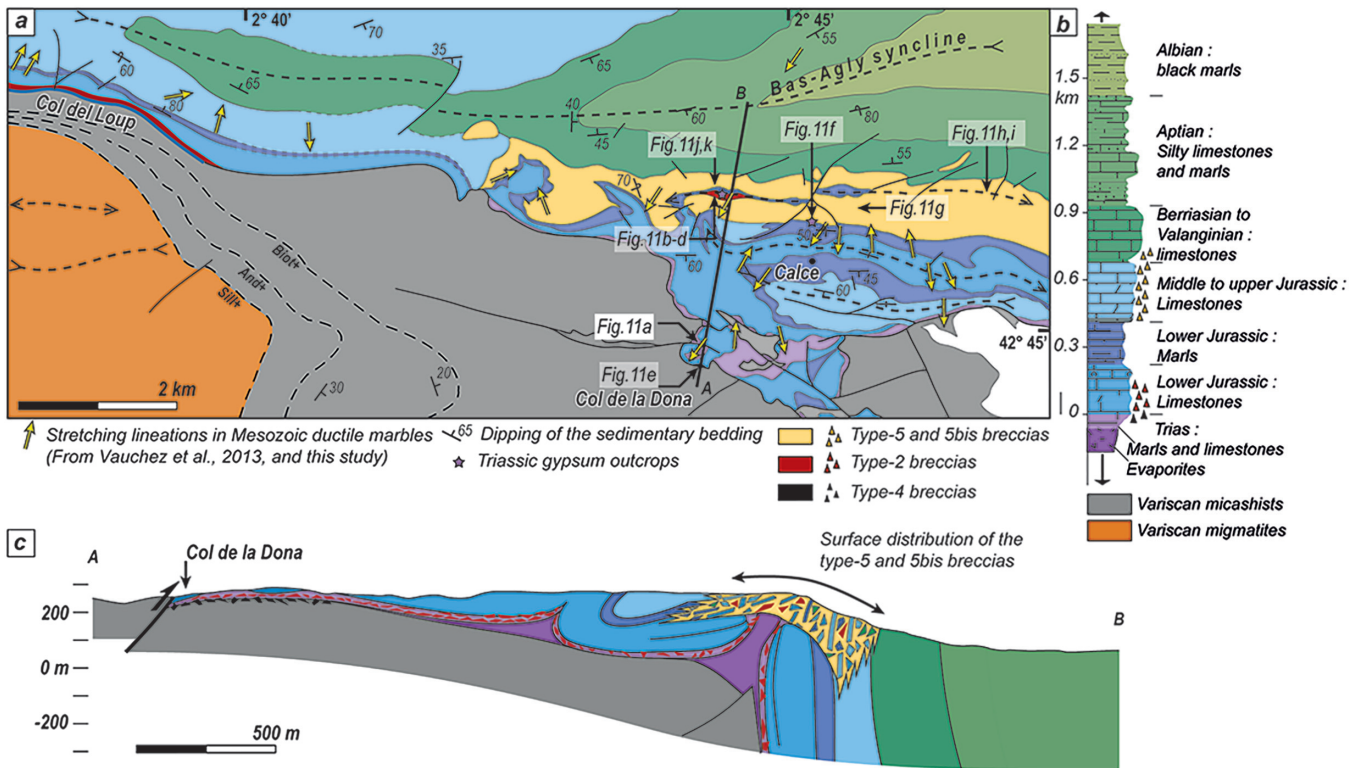 a
2° 40'
2° 45'
b
70
35
55
60
65
65
Bas-Agly syncline
B
80
40
60
80
Col del Loup
45
Fig.11j,k
Fig.11f
Fig.11h,i
55
70
Fig.11g
Fig.11b-d
50
60
Calce
45
60
Biot+
And+
Sill+
Fig.11a
42° 45'
Fig.11e
A
Col de la Dona
30
20
2 km
Stretching lineations in Mesozoic ductile marbles
(From Vauchez et al., 2013, and this study)
65 Dipping of the sedimentary bedding
Triassic gypsum outcrops
Type-5 and 5bis breccias
Type-2 breccias
Type-4 breccias
1.5
km
1.2
0.9
0.6
0.3
0
Albian :
black marls
Aptian :
Silty limestones
and marls
Berriasian to
Valanginian :
limestones
Middle to upper Jurassic :
Limestones
Lower Jurassic :
Marls
Lower Jurassic :
Limestones
Trias :
Marls and limestones
Evaporites
Variscan micashists
Variscan migmatites
c
A
Col de la Dona
Surface distribution of the
type-5 and 5bis breccias
B
200
0 m
-200
500 m